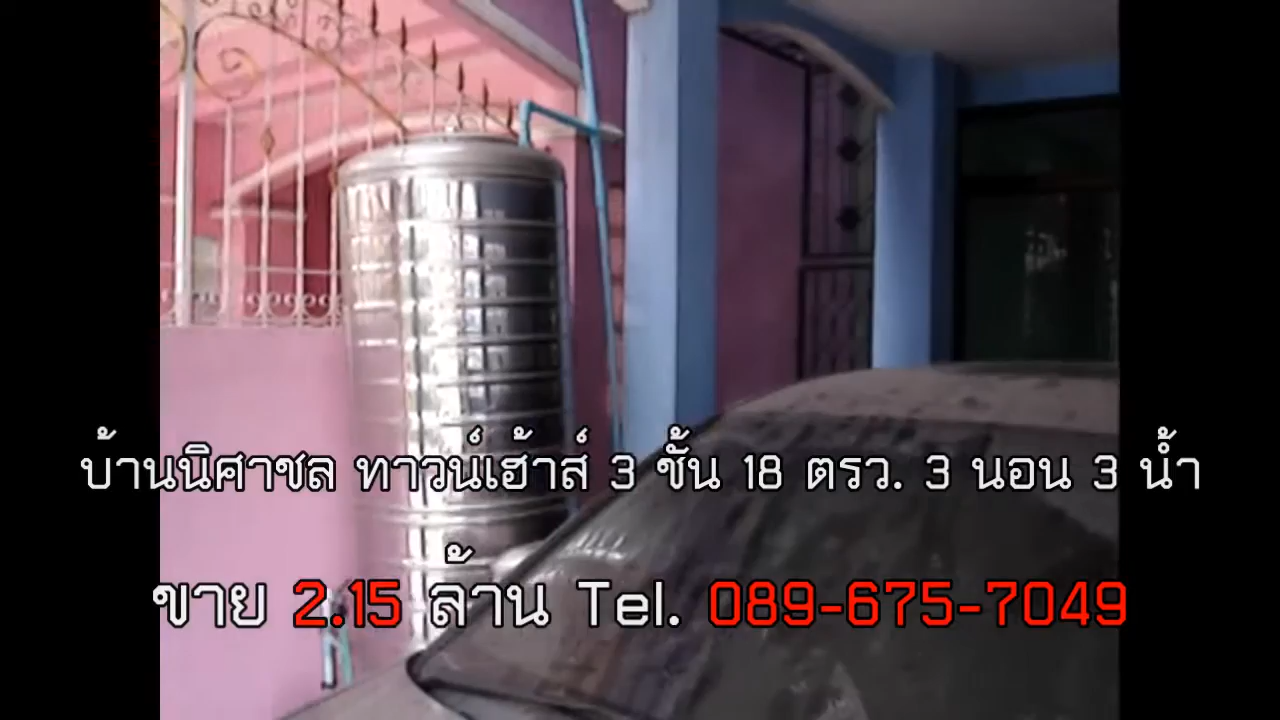 บ้านนิศาชล ทาวน์เฮ้าส์ 3 ชั้น 18 ตรว. 3 นอน 3 น้ำ
ขาย 2.15 ล้าน Tel. 089-675-7049